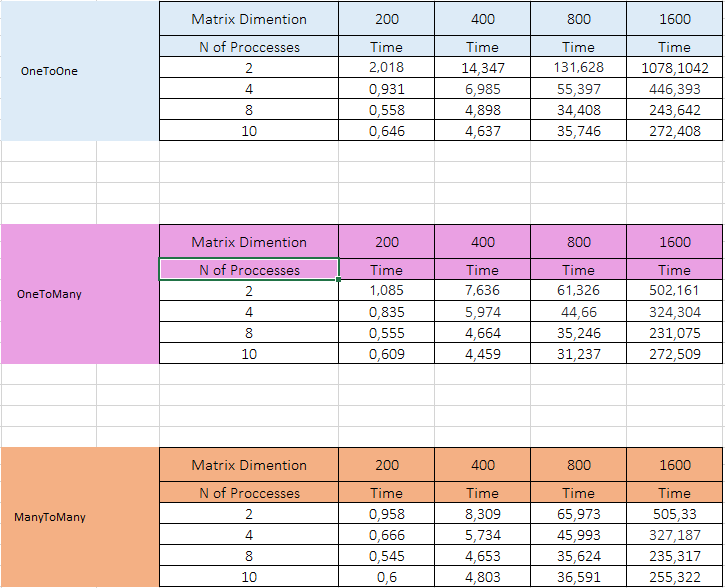 Matrix Dimention 200 400 800 1600
N of Proccesses Time Time Time Time
OneToOne
2 2,018 14,347 131,628 1078,1042
4 0,931 6,985 55,397 446,393
8 0,558 4,898 34,408 243,642
10 0,646 4,637 35,746 272,408
Matrix Dimention 200 400 800 1600
N of Proccesses Time Time Time Time
OneToMany
2 1,085 7,636 61,326 502,161
4 0,835 5,974 44,66 324,304
8 0,555 4,664 35,246 231,075
10 0,609 4,459 31,237 272,509
Matrix Dimention 200 400 800 1600
N of Proccesses Time Time Time Time
ManyToMany
2 0,958 8,309 65,973 505,33
4 0,666 5,734 45,993 327,187
8 0,545 4,653 35,624 235,317
10 0,6 4,803 36,591 255,322